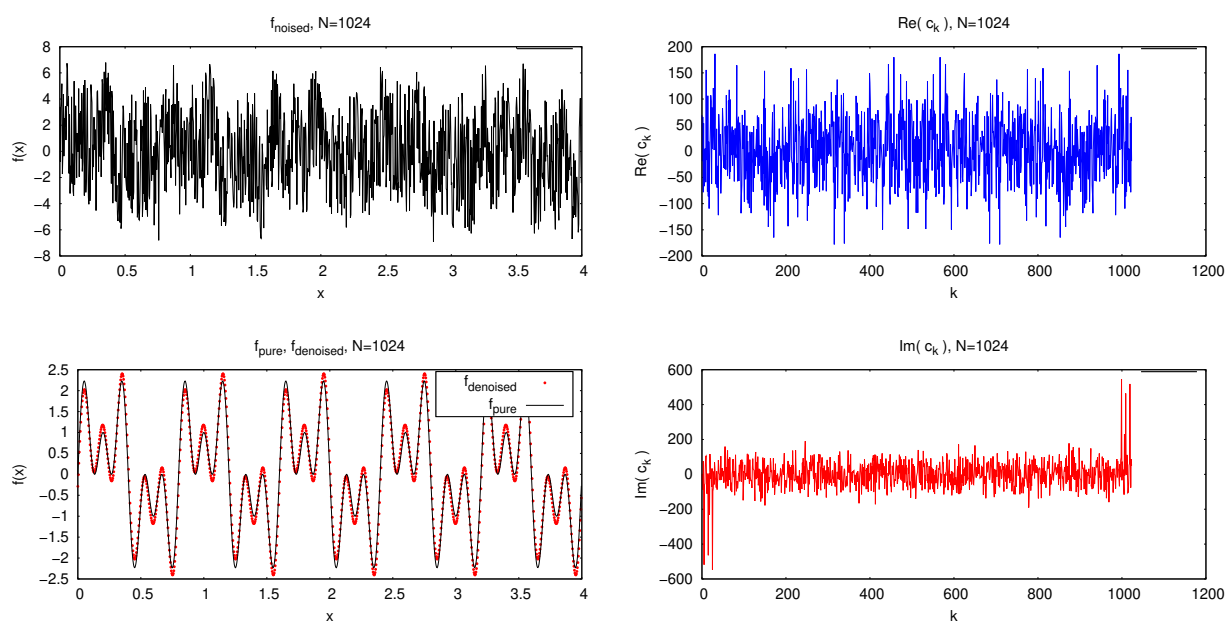 f_noised, N=1024
8
6
4
2
0
−2
−4
−6
−8
f(x)
0 0.5 1 1.5 2 2.5 3 3.5 4
x
Re( c_k ), N=1024
200
150
100
50
0
−50
−100
−150
−200
Re( c_k )
0 200 400 600 800 1000 1200
k
f_pure, f_denoised, N=1024
2.5
2
1.5
1
0.5
0
−0.5
−1
−1.5
−2
−2.5
f(x)
f_denoised
f_pure
0 0.5 1 1.5 2 2.5 3 3.5 4
x
Im( c_k ), N=1024
600
400
200
0
−200
−400
−600
Im( c_k )
0 200 400 600 800 1000 1200
k